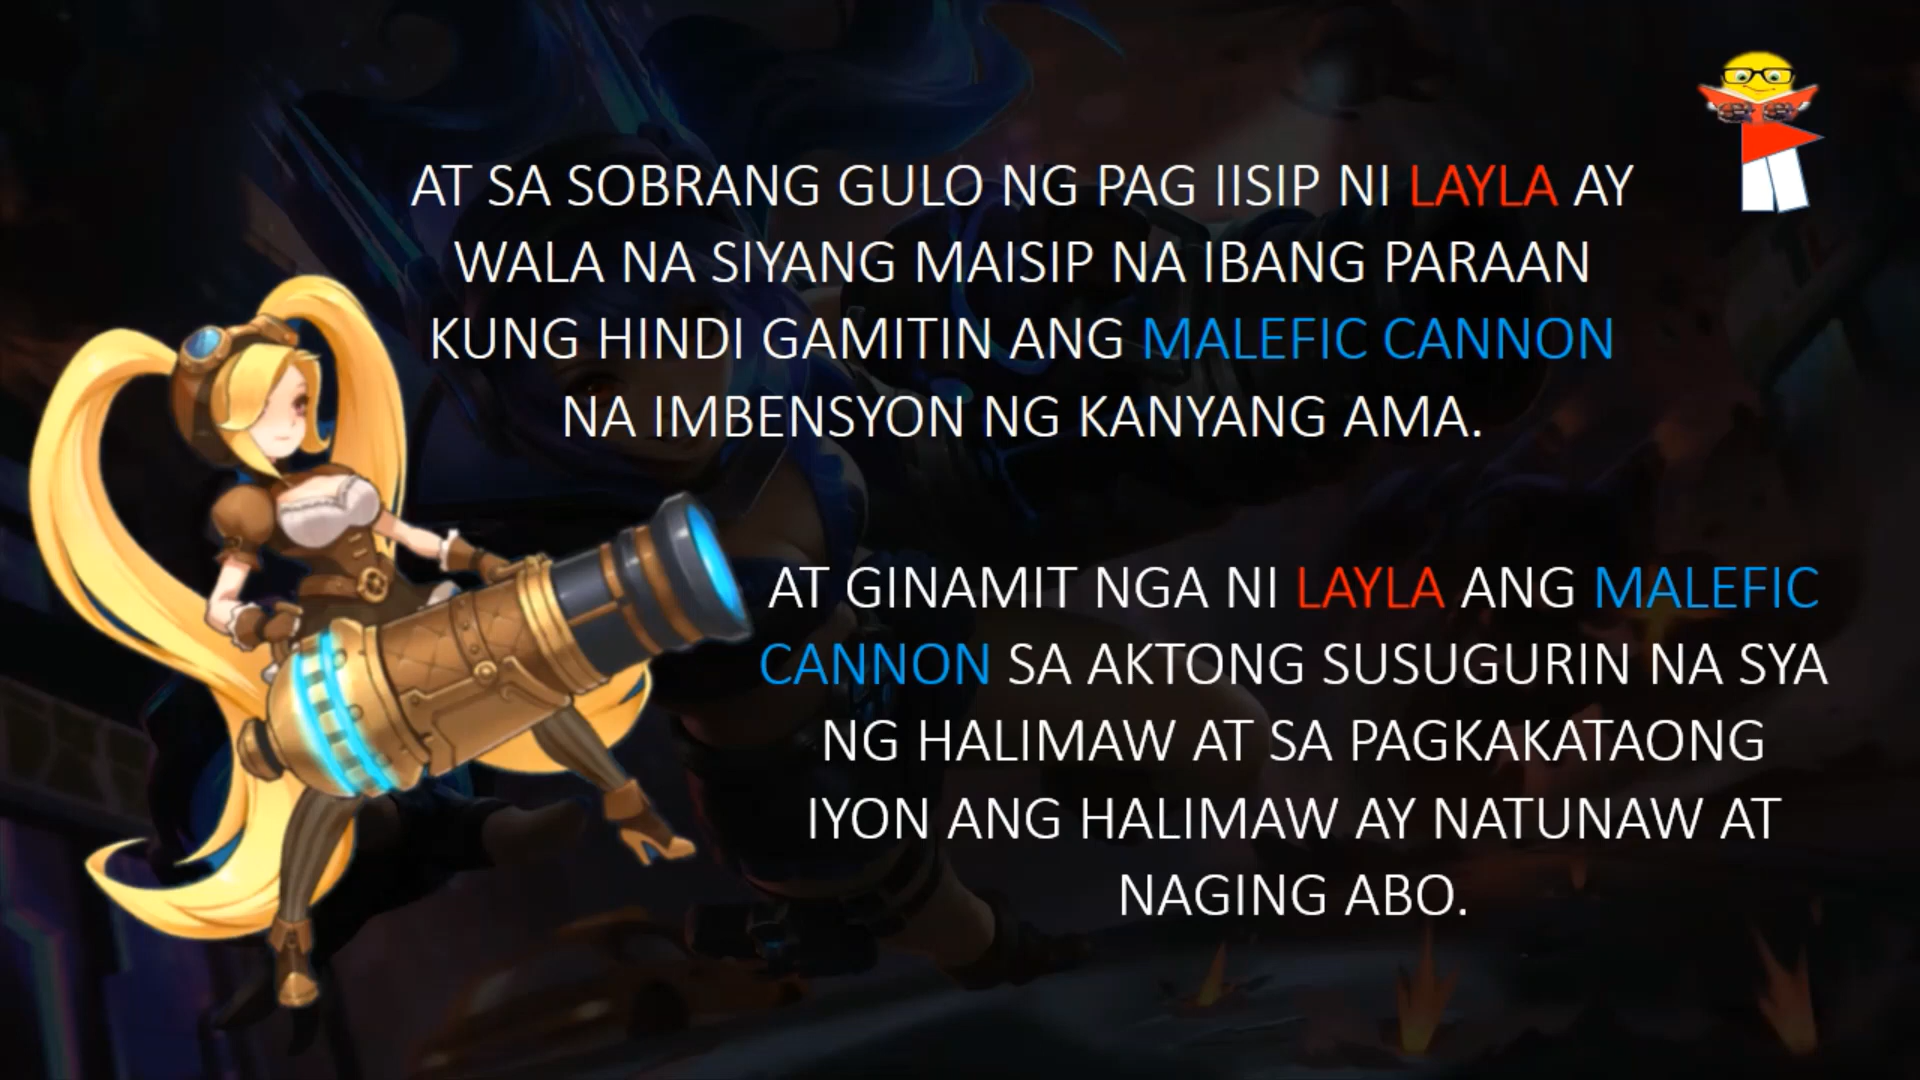 AT SA SOBRANG GULO NG PAG IISIP NI LAYLA AY
WALA NA SIYANG MAISIP NA IBANG PARAAN
KUNG HINDI GAMITIN ANG MALEFIC CANNON
NA IMBENSYON NG KANYANG AMA.
AT GINAMIT NGA NI LAYLA ANG MALEFIC
CANNON SA AKTONG SUSUGURIN NA SYA
NG HALIMAW AT SA PAGKAKATAONG
IYON ANG HALIMAW AY NATUNAW AT
NAGING ABO.